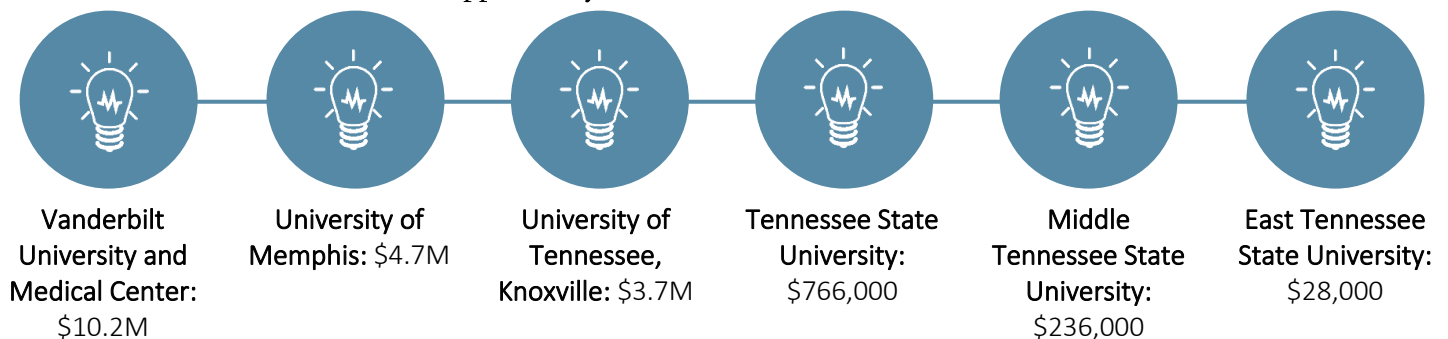 Vanderbilt
University and
Medical Center:
$10.2M
University of
Memphis: $4.7M
University of
Tennessee,
Knoxville: $3.7M
Tennessee State
University:
$766,000
Middle
Tennessee State
University:
$236,000
East Tennessee
State University:
$28,000